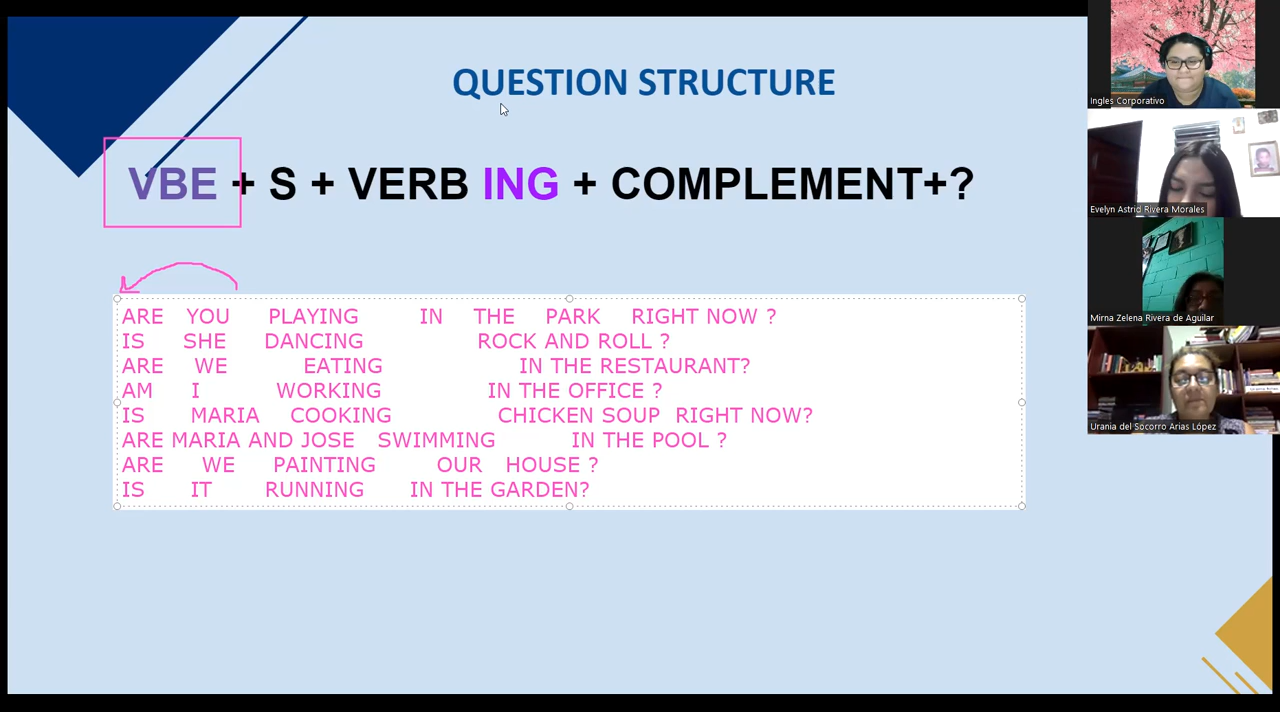 QUESTION STRUCTURE
VBE + S + VERB ING + COMPLEMENT+?
ARE YOU PLAYING IN THE PARK RIGHT NOW ?
IS SHE DANCING ROCK AND ROLL ?
ARE WE EATING IN THE RESTAURANT?
AM I WORKING IN THE OFFICE ?
IS MARIA COOKING CHICKEN SOUP RIGHT NOW?
ARE MARIA AND JOSE SWIMMING IN THE POOL ?
ARE WE PAINTING OUR HOUSE ?
IS IT RUNNING IN THE GARDEN?
Ingles Corporativo
Evelyn Astrid Rivera Morales
Mirna Zelena Rivera de Aguilar
Urania del Socorro Arias López